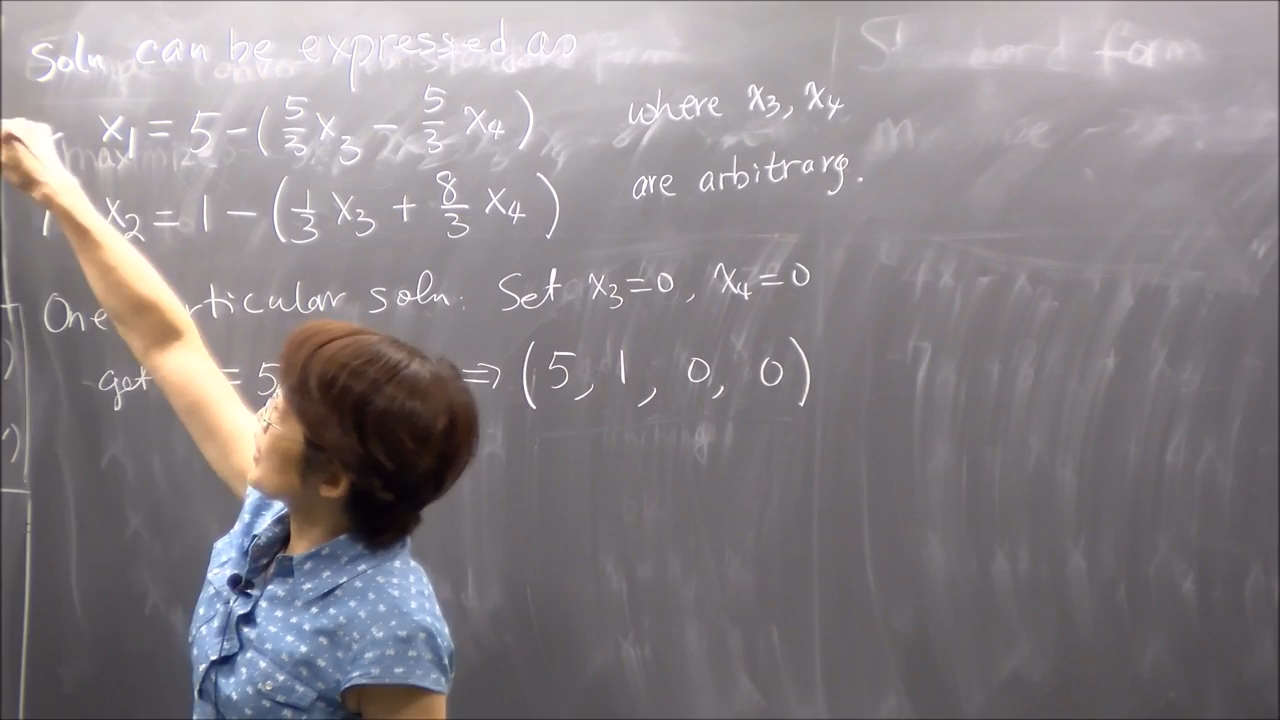 Soln can be expressed as
x₁ = 5 - (5/3 x₃ - 5/3 x₄)
x₂ = 1 - (1/3 x₃ + 8/3 x₄)
where x₃, x₄
are arbitrary.
One rticular soln: Set x₃=0, x₄=0
get = 5, ⇒ (5, 1, 0, 0)
form